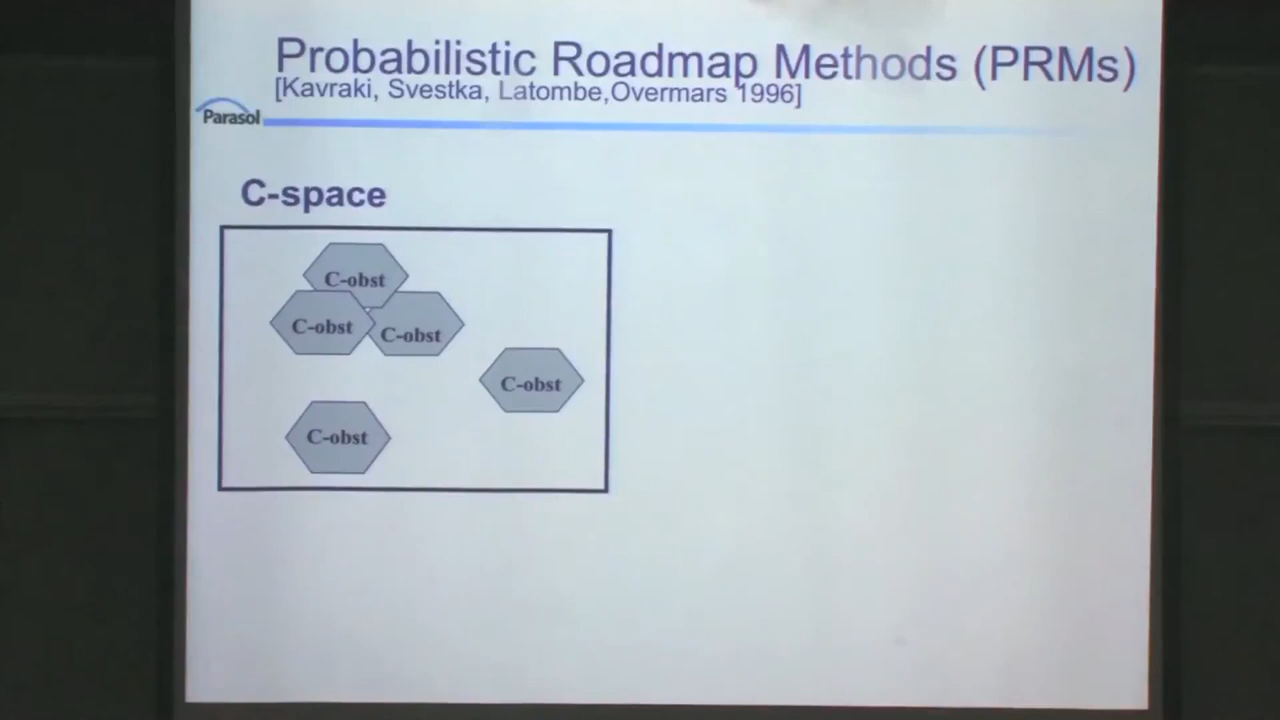 Probabilistic Roadmap Methods (PRMs)
[Kavraki, Svestka, Latombe,Overmars 1996]
Parasol
C-space
C-obst
C-obst
C-obst
C-obst
C-obst